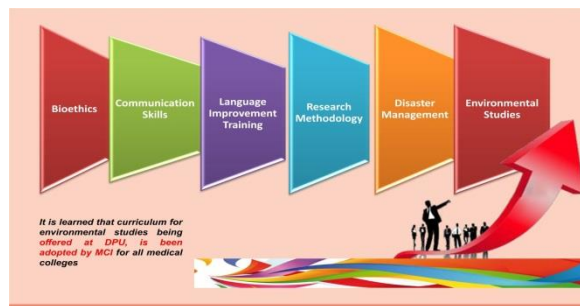 Bioethics
Communication
Skills
Language
Improvement
Training
Research
Methodology
Disaster
Management
Environmental
Studies
It is learned that curriculum for
environmental studies being
offered at DPU, is been
adopted by MCI for all medical
colleges